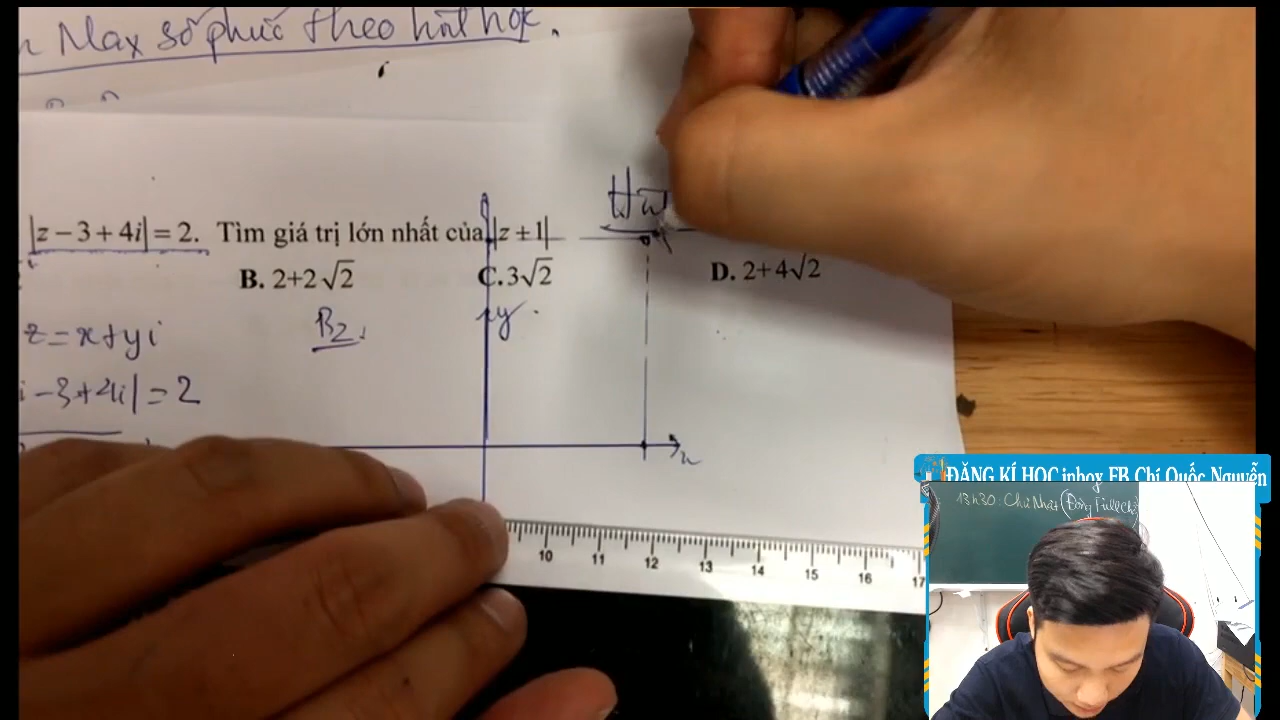 Max số phức theo hình học.
|z − 3 + 4i| = 2. Tìm giá trị lớn nhất của |z + 1|
B. 2+2√2 C. 3√2 D. 2+4√2
z = x + yi B2
y
i − 3 + 4i| = 2
x
10 11 12 13 14 15 16 17
ĐĂNG KÍ HỌC inboy FB Chí Quốc Nguyễn
13h30. Chủ Nhật